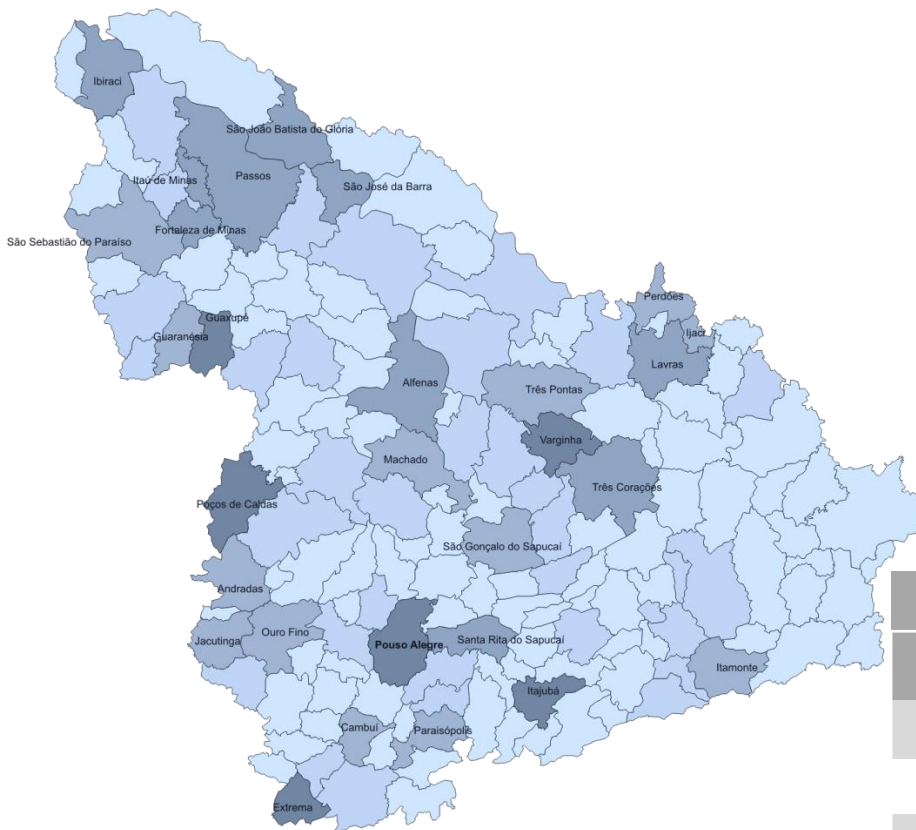 Ibiraci
São João Batista do Glória
Itaú de Minas
Passos
São José da Barra
Fortaleza de Minas
São Sebastião do Paraíso
Perdões
Guaxupé
Guaranésia
Ijaci
Lavras
Alfenas
Três Pontas
Varginha
Machado
Três Corações
Poços de Caldas
São Gonçalo do Sapucaí
Andradas
Ouro Fino
Jacutinga
Pouso Alegre
Santa Rita do Sapucaí
Itamonte
Itajubá
Cambuí
Paraisópolis
Extrema